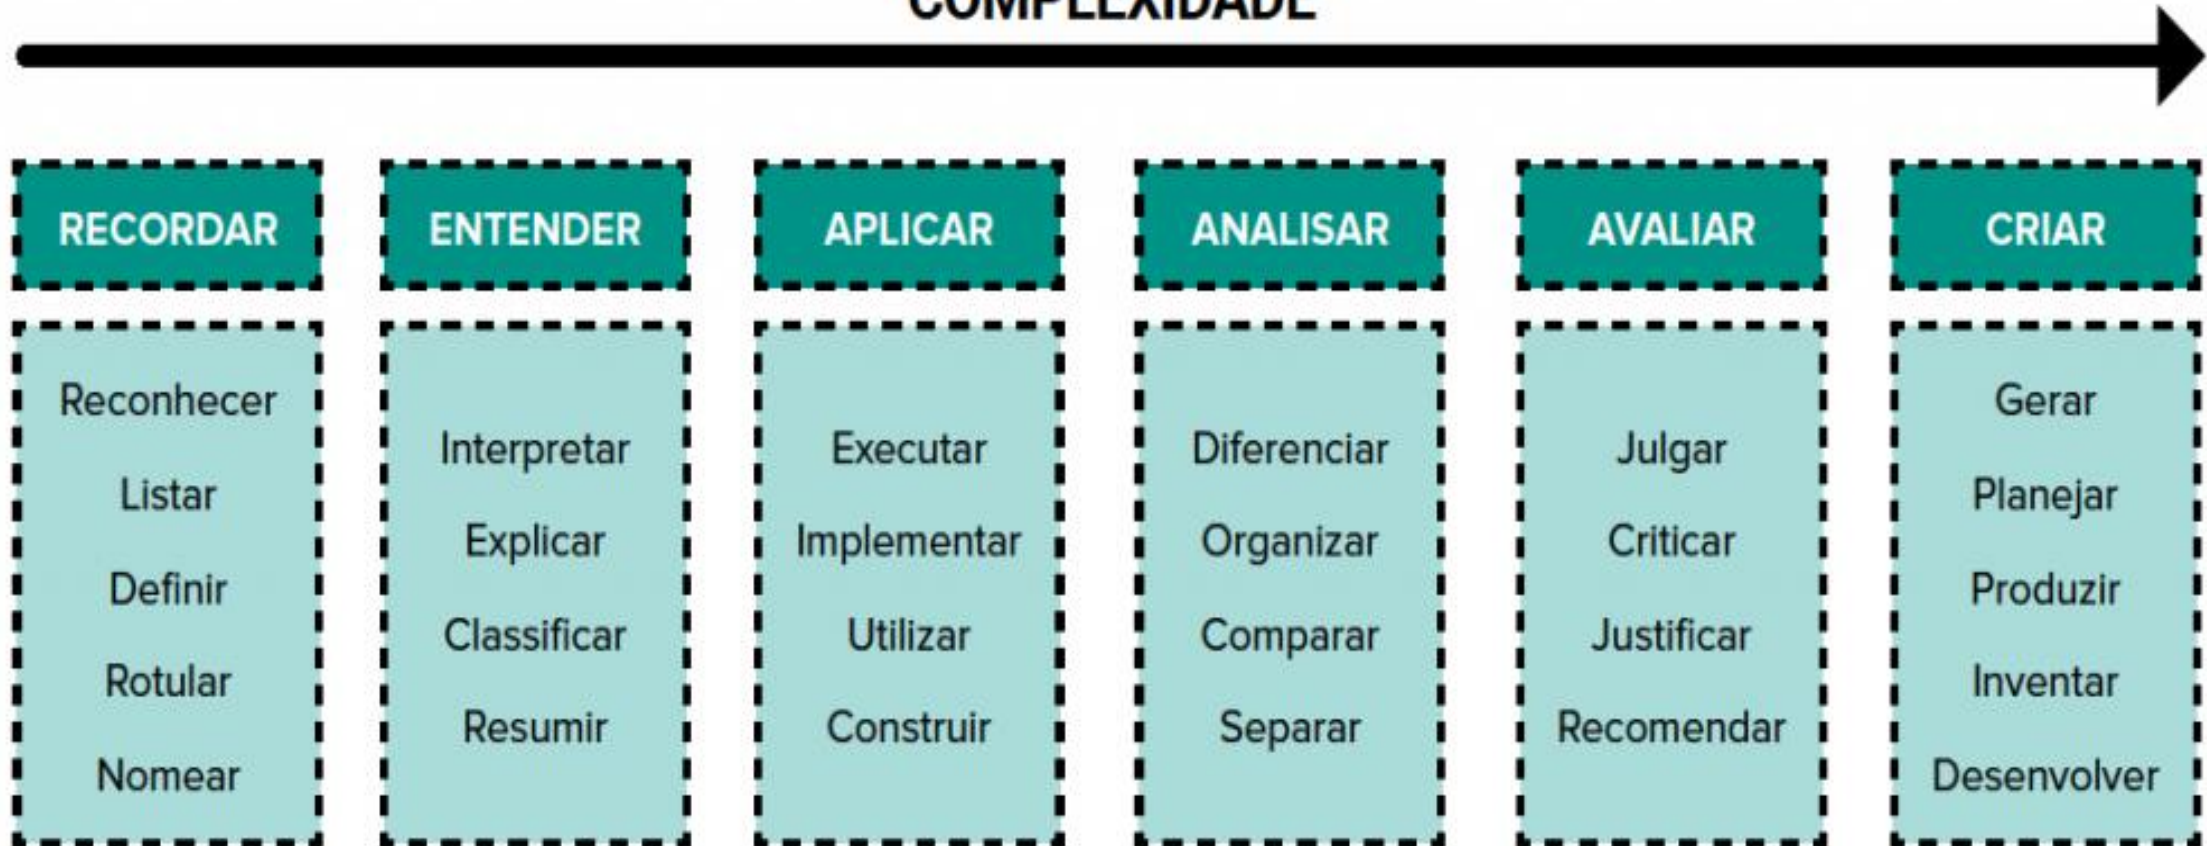 COMPLEXIDADE
RECORDAR
Reconhecer
Listar
Definir
Rotular
Nomear
ENTENDER
Interpretar
Explicar
Classificar
Resumir
APLICAR
Executar
Implementar
Utilizar
Construir
ANALISAR
Diferenciar
Organizar
Comparar
Separar
AVALIAR
Julgar
Criticar
Justificar
Recomendar
CRIAR
Gerar
Planejar
Produzir
Inventar
Desenvolver